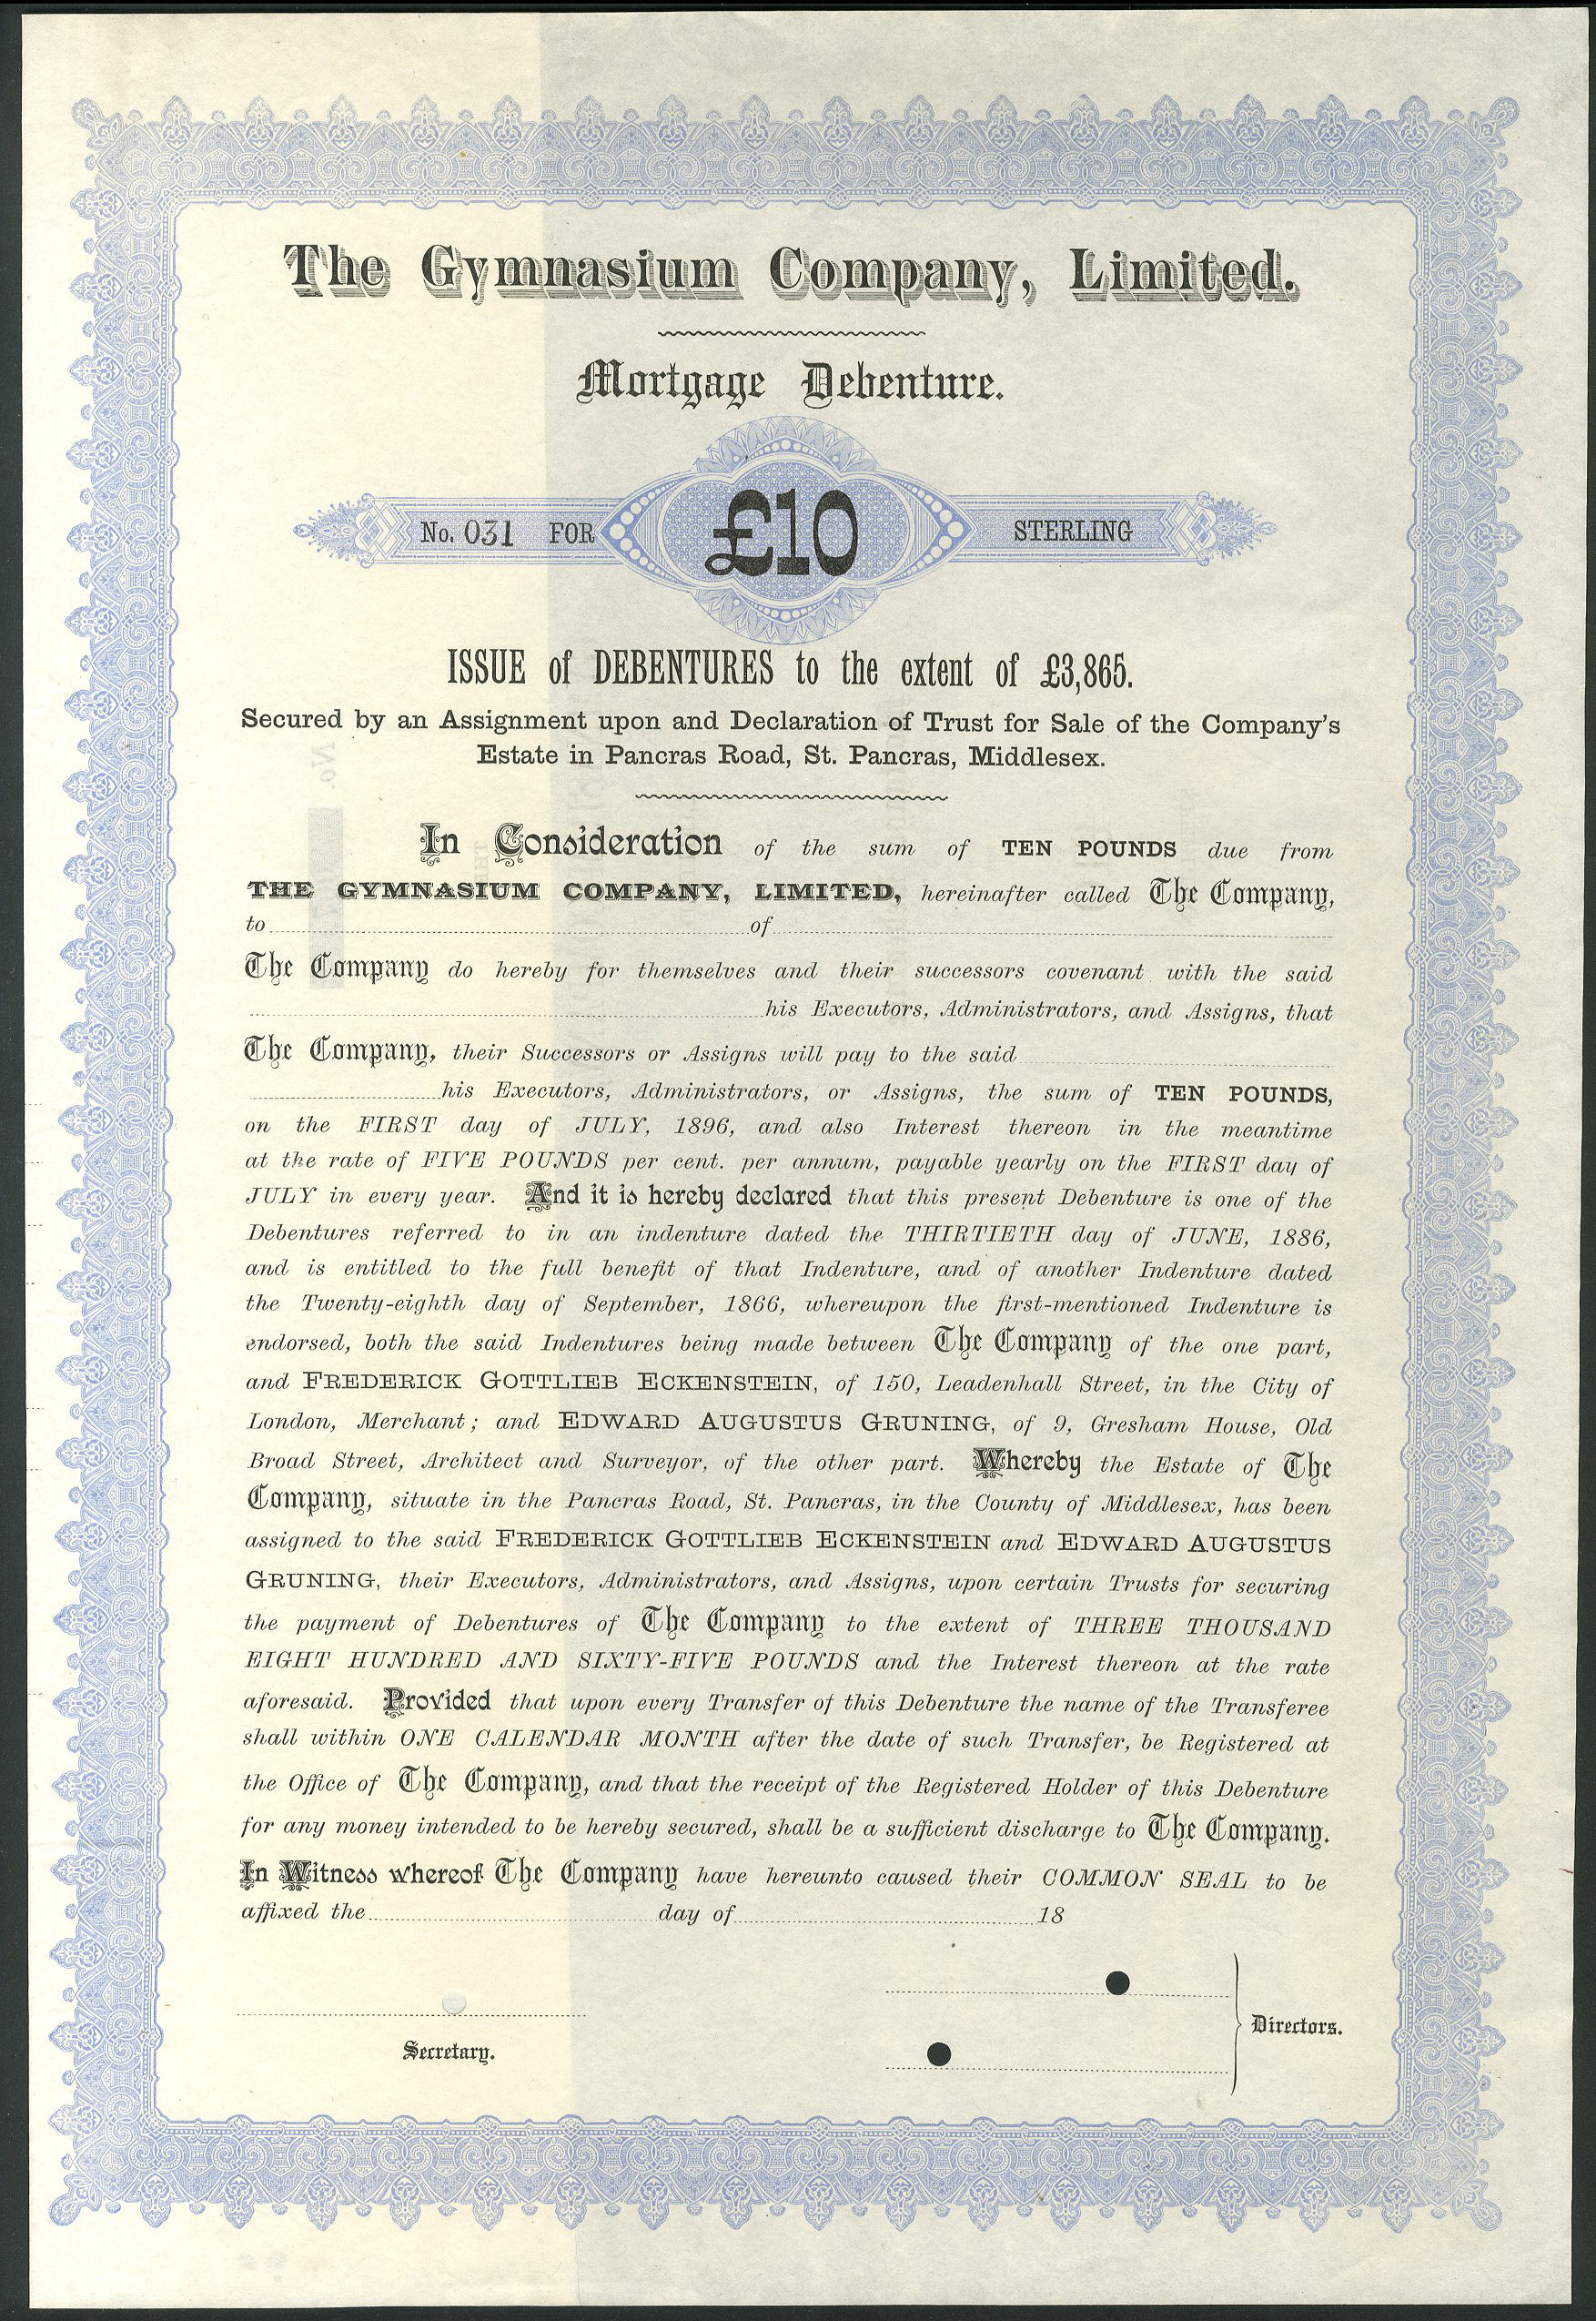 The Gymnasium Company, Limited.
Mortgage Debenture.
No. 031 FOR £10 STERLING
ISSUE of DEBENTURES to the extent of £3,865.
Secured by an Assignment upon and Declaration of Trust for Sale of the Company's
Estate in Pancras Road, St. Pancras, Middlesex.
In Consideration of the sum of TEN POUNDS due from
THE GYMNASIUM COMPANY, LIMITED, hereinafter called The Company,
to of
The Company do hereby for themselves and their successors covenant with the said
his Executors, Administrators, and Assigns, that
The Company, their Successors or Assigns will pay to the said
his Executors, Administrators, or Assigns, the sum of TEN POUNDS,
on the FIRST day of JULY, 1896, and also Interest thereon in the meantime
at the rate of FIVE POUNDS per cent. per annum, payable yearly on the FIRST day of
JULY in every year. And it is hereby declared that this present Debenture is one of the
Debentures referred to in an indenture dated the THIRTIETH day of JUNE, 1886,
and is entitled to the full benefit of that Indenture, and of another Indenture dated
the Twenty-eighth day of September, 1866, whereupon the first-mentioned Indenture is
endorsed, both the said Indentures being made between The Company of the one part,
and FREDERICK GOTTLIEB ECKENSTEIN, of 150, Leadenhall Street, in the City of
London, Merchant; and EDWARD AUGUSTUS GRUNING, of 9, Gresham House, Old
Broad Street, Architect and Surveyor, of the other part. Whereby the Estate of The
Company, situate in the Pancras Road, St. Pancras, in the County of Middlesex, has been
assigned to the said FREDERICK GOTTLIEB ECKENSTEIN and EDWARD AUGUSTUS
GRUNING, their Executors, Administrators, and Assigns, upon certain Trusts for securing
the payment of Debentures of The Company to the extent of THREE THOUSAND
EIGHT HUNDRED AND SIXTY-FIVE POUNDS and the Interest thereon at the rate
aforesaid. Provided that upon every Transfer of this Debenture the name of the Transferee
shall within ONE CALENDAR MONTH after the date of such Transfer, be Registered at
the Office of The Company, and that the receipt of the Registered Holder of this Debenture
for any money intended to be hereby secured, shall be a sufficient discharge to The Company.
In Witness whereof The Company have hereunto caused their COMMON SEAL to be
affixed the day of 18
Directors.
Secretary.